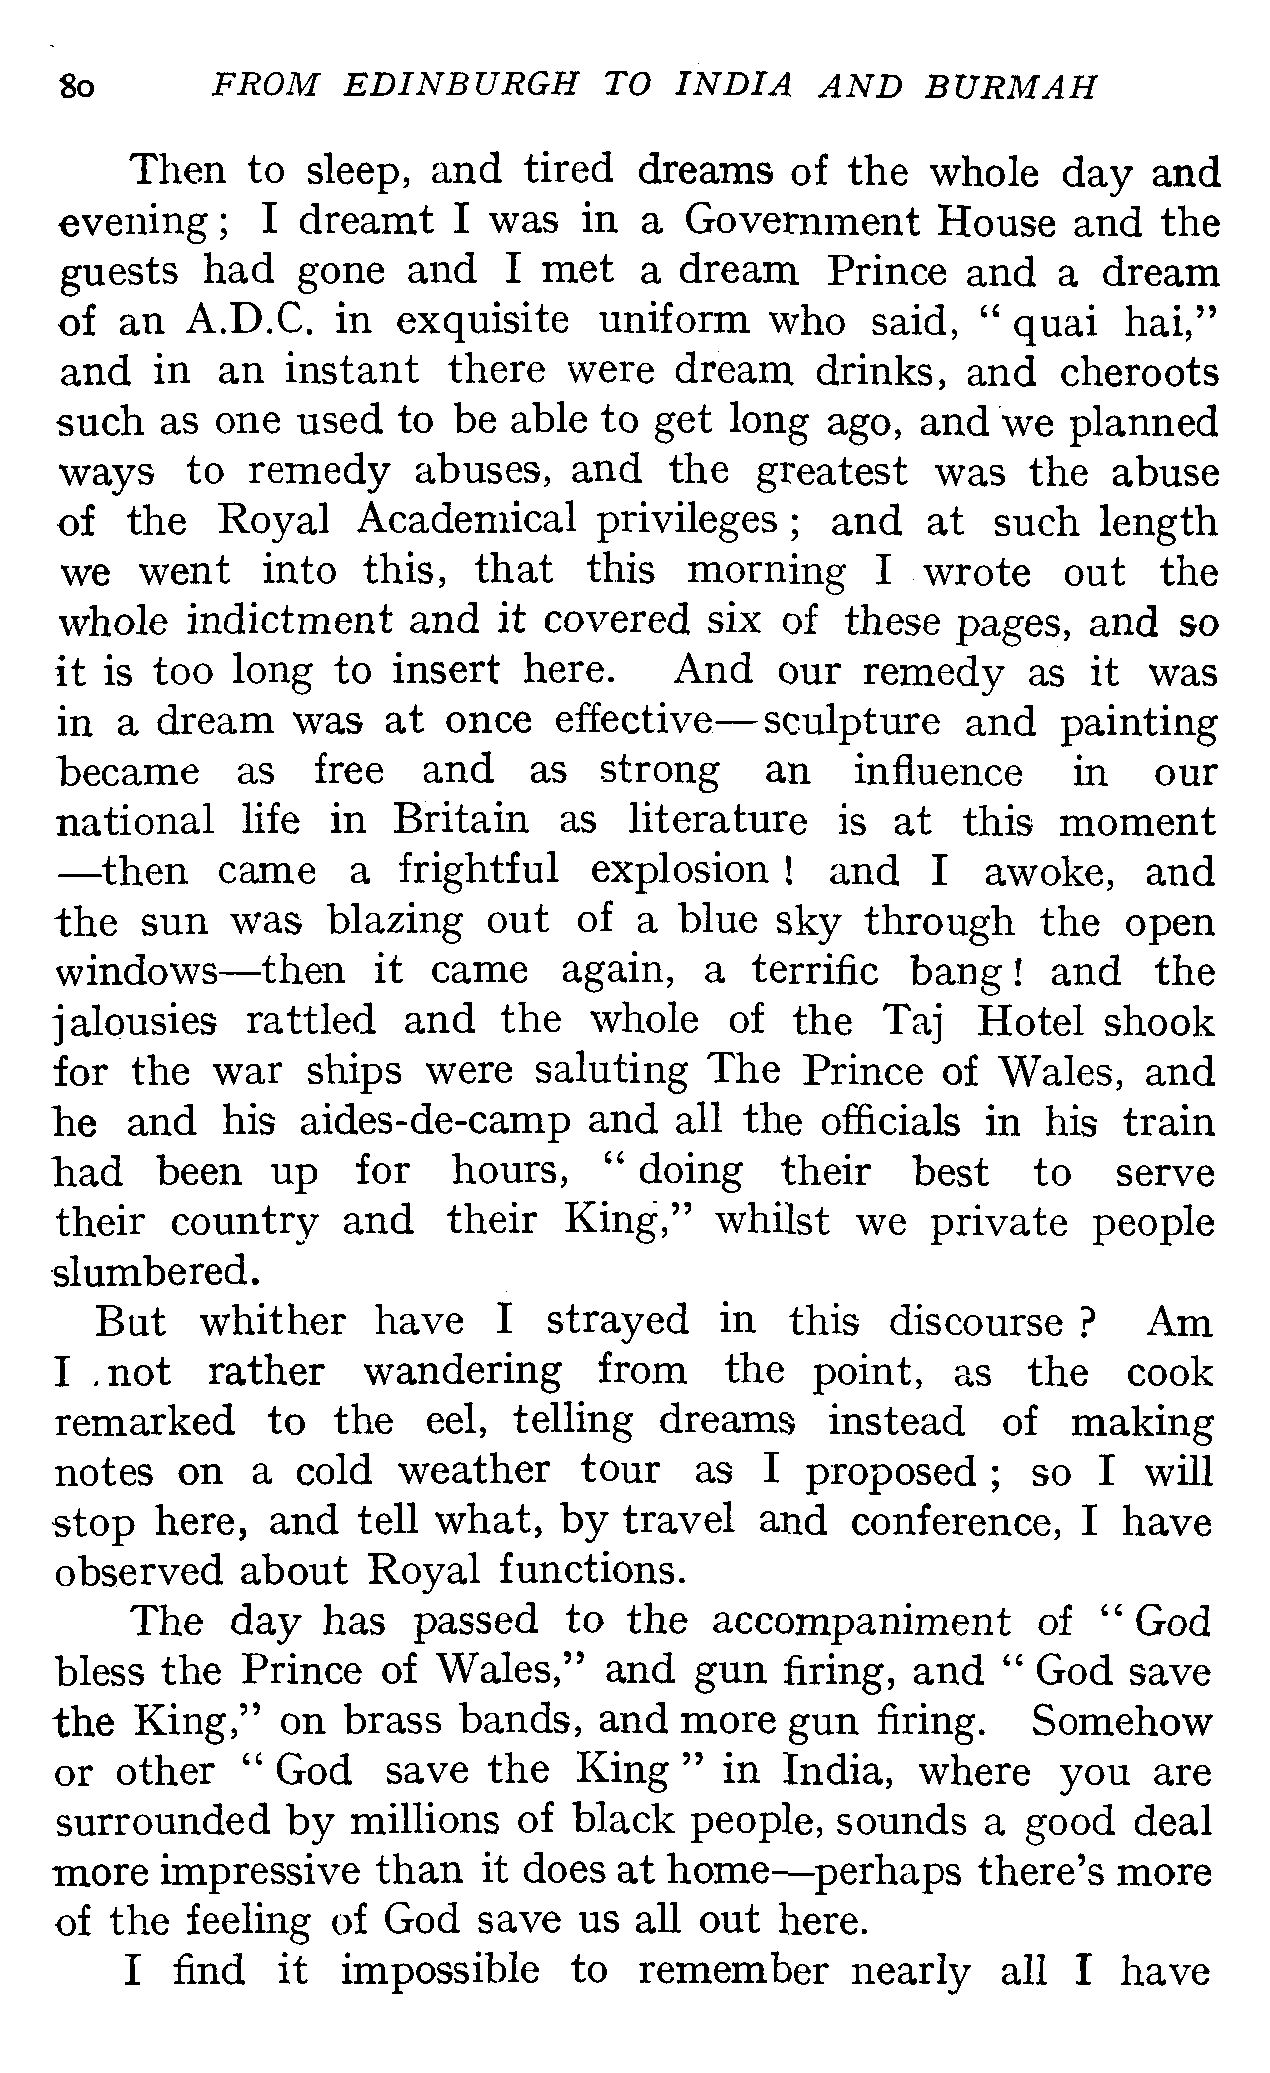 80 FROM EDINBURGH TO INDIA AND BURMAH
Then to sleep, and tired dreams of the whole day and
evening ; I dreamt I was in a Government House and the
guests had gone and I met a dream Prince and a dream
of an A.D.C. in exquisite uniform who said, “ quai hai,”
and in an instant there were dream drinks, and cheroots
such as one used to be able to get long ago, and we planned
ways to remedy abuses, and the greatest was the abuse
of the Royal Academical privileges ; and at such length
we went into this, that this morning I wrote out the
whole indictment and it covered six of these pages, and so
it is too long to insert here. And our remedy as it was
in a dream was at once effective—sculpture and painting
became as free and as strong an influence in our
national life in Britain as literature is at this moment
—then came a frightful explosion ! and I awoke, and
the sun was blazing out of a blue sky through the open
windows—then it came again, a terrific bang ! and the
jalousies rattled and the whole of the Taj Hotel shook
for the war ships were saluting The Prince of Wales, and
he and his aides-de-camp and all the officials in his train
had been up for hours, “ doing their best to serve
their country and their King,” whilst we private people
slumbered.
But whither have I strayed in this discourse ? Am
I not rather wandering from the point, as the cook
remarked to the eel, telling dreams instead of making
notes on a cold weather tour as I proposed ; so I will
stop here, and tell what, by travel and conference, I have
observed about Royal functions.
The day has passed to the accompaniment of “ God
bless the Prince of Wales,” and gun firing, and “ God save
the King,” on brass bands, and more gun firing. Somehow
or other “ God save the King ” in India, where you are
surrounded by millions of black people, sounds a good deal
more impressive than it does at home—perhaps there’s more
of the feeling of God save us all out here.
I find it impossible to remember nearly all I have